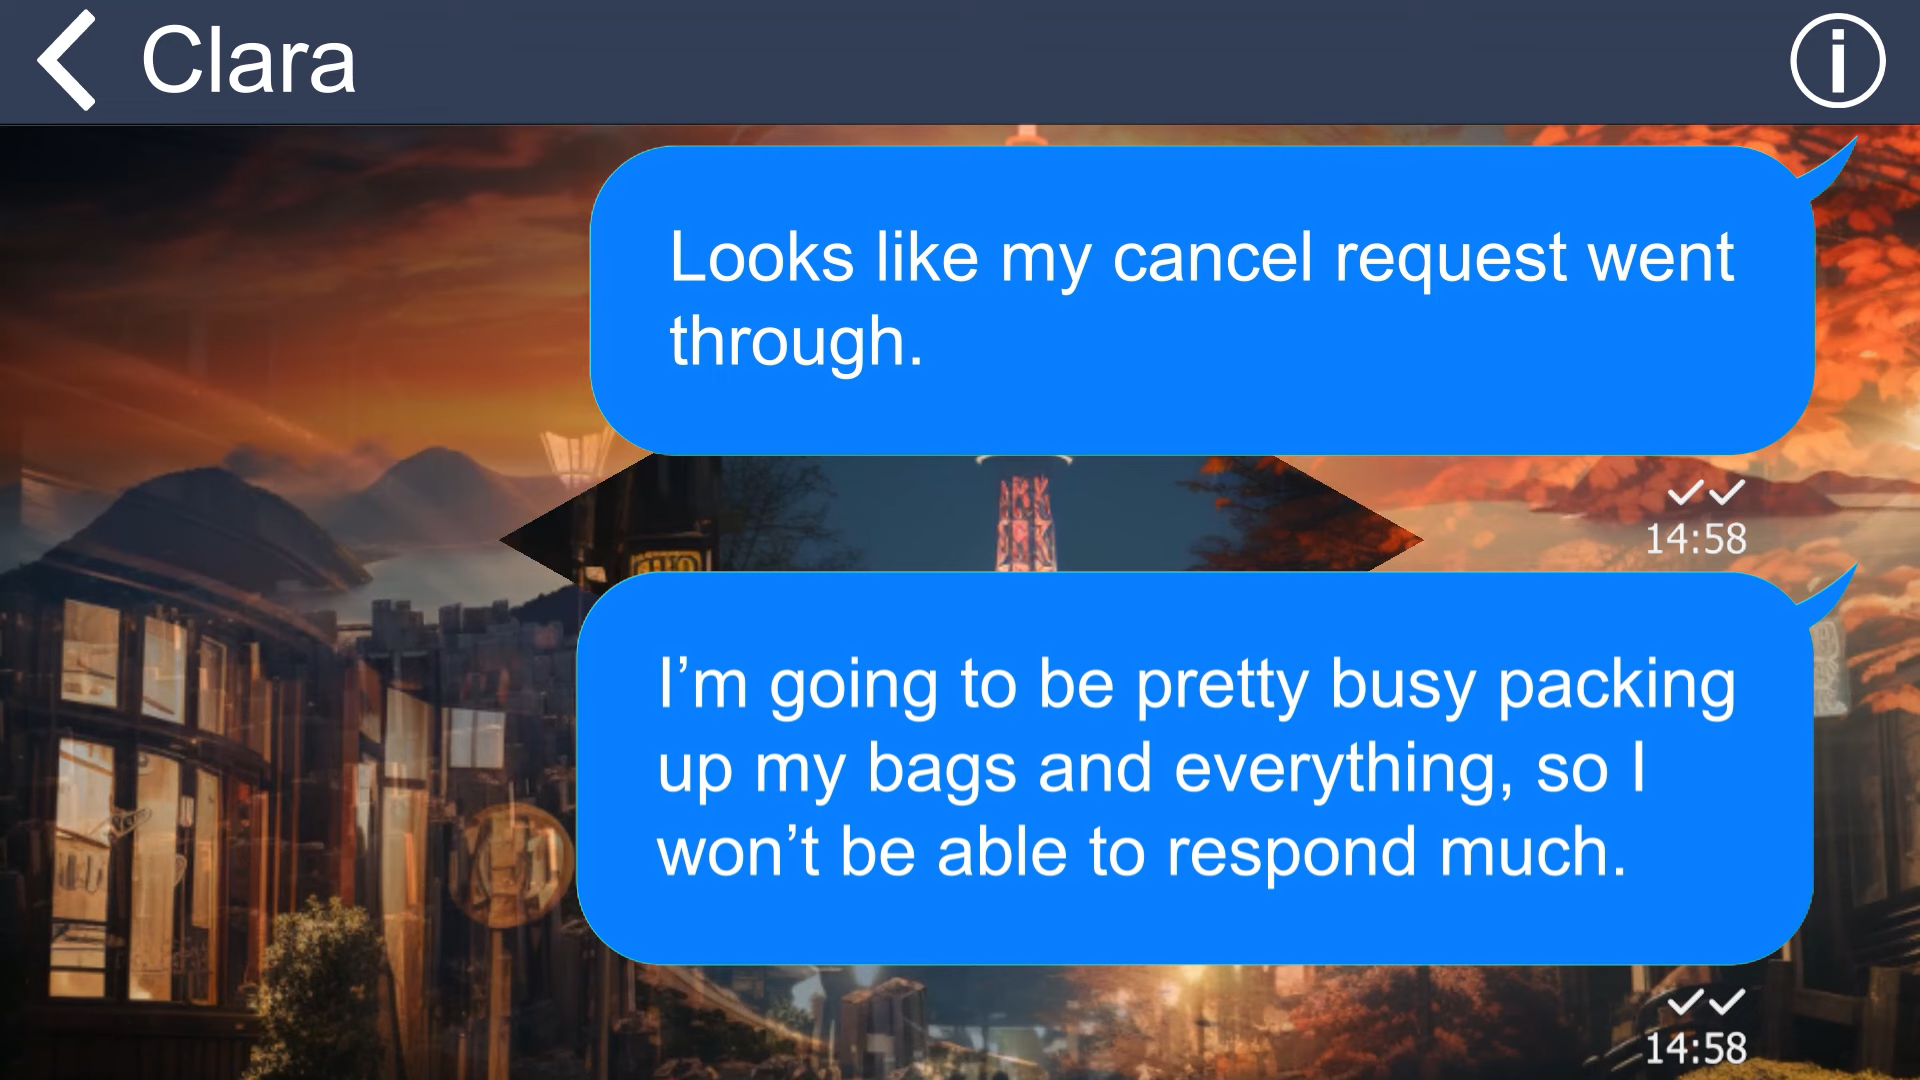 Clara
Looks like my cancel request went
through.
14:58
I’m going to be pretty busy packing
up my bags and everything, so I
won’t be able to respond much.
14:58